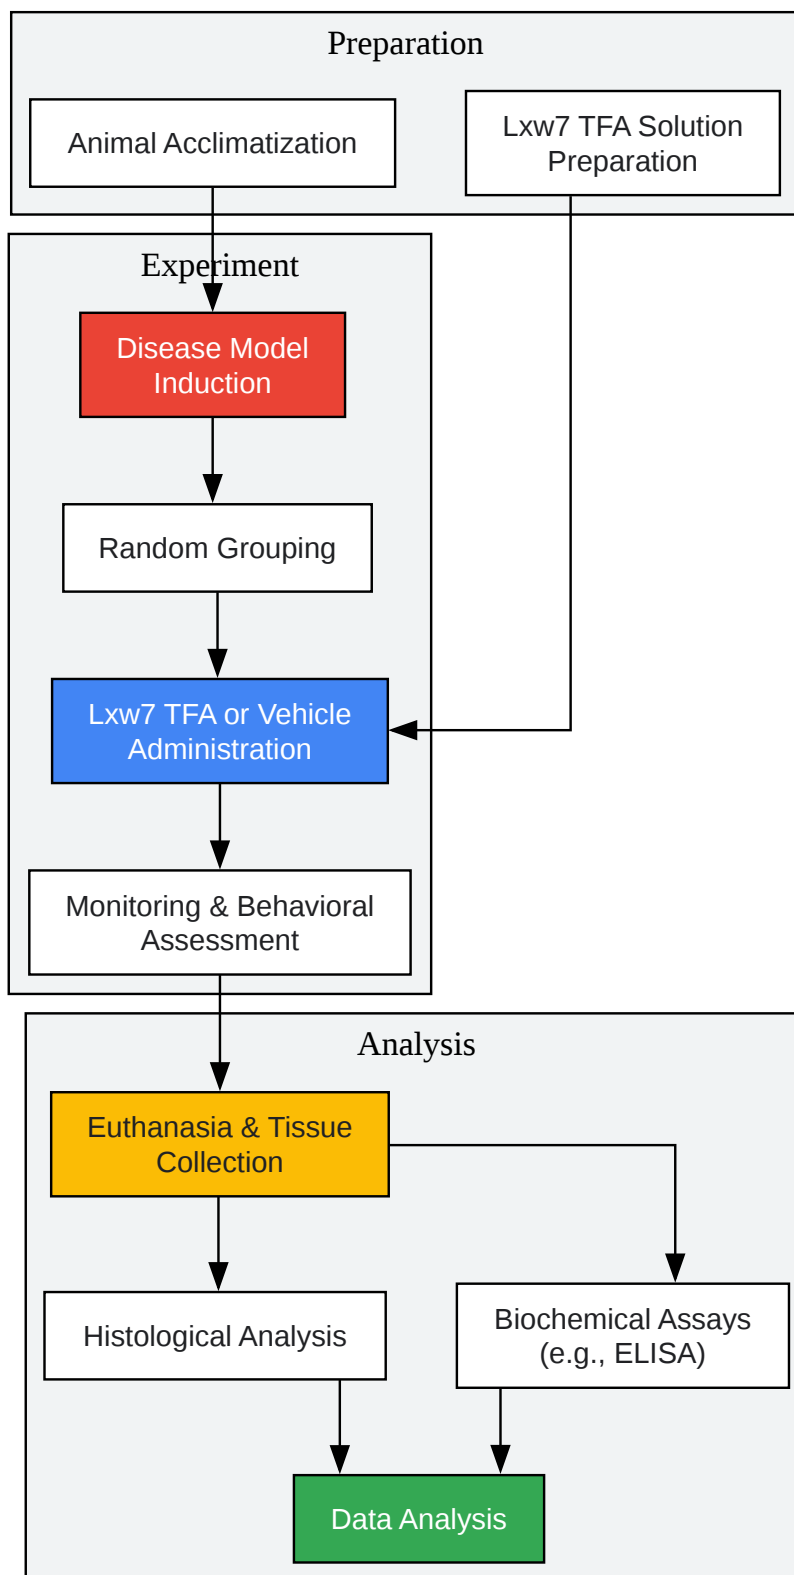 Preparation
Animal Acclimatization
Lxw7 TFA Solution
Preparation
Experiment
Disease Model
Induction
Random Grouping
Lxw7 TFA or Vehicle
Administration
Monitoring & Behavioral
Assessment
Analysis
Euthanasia & Tissue
Collection
Histological Analysis
Biochemical Assays
(e.g., ELISA)
Data Analysis